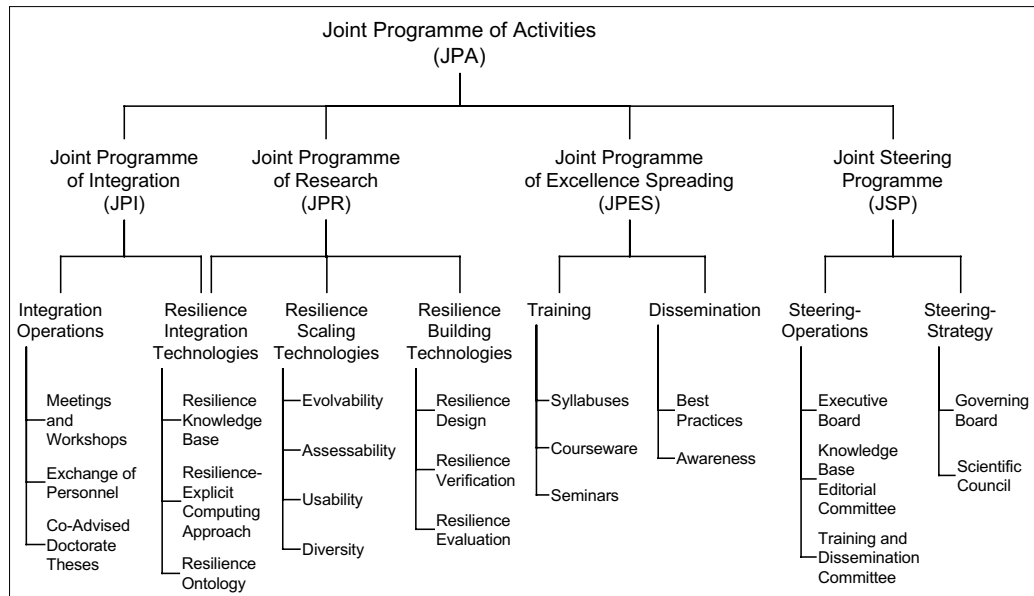 Joint Programme of Activities
(JPA)
Joint Programme
of Integration
(JPI)
Joint Programme
of Research
(JPR)
Joint Programme
of Excellence Spreading
(JPES)
Joint Steering
Programme
(JSP)
Integration
Operations
Meetings
and
Workshops
Exchange of
Personnel
Co-Advised
Doctorate
Theses
Resilience
Integration
Technologies
Resilience
Knowledge
Base
Resilience-
Explicit
Computing
Approach
Resilience
Ontology
Resilience
Scaling
Technologies
Evolvability
Assessability
Usability
Diversity
Resilience
Building
Technologies
Resilience
Design
Resilience
Verification
Resilience
Evaluation
Training
Syllabuses
Courseware
Seminars
Dissemination
Best
Practices
Awareness
Steering-
Operations
Executive
Board
Knowledge
Base
Editorial
Committee
Training and
Dissemination
Committee
Steering-
Strategy
Governing
Board
Scientific
Council